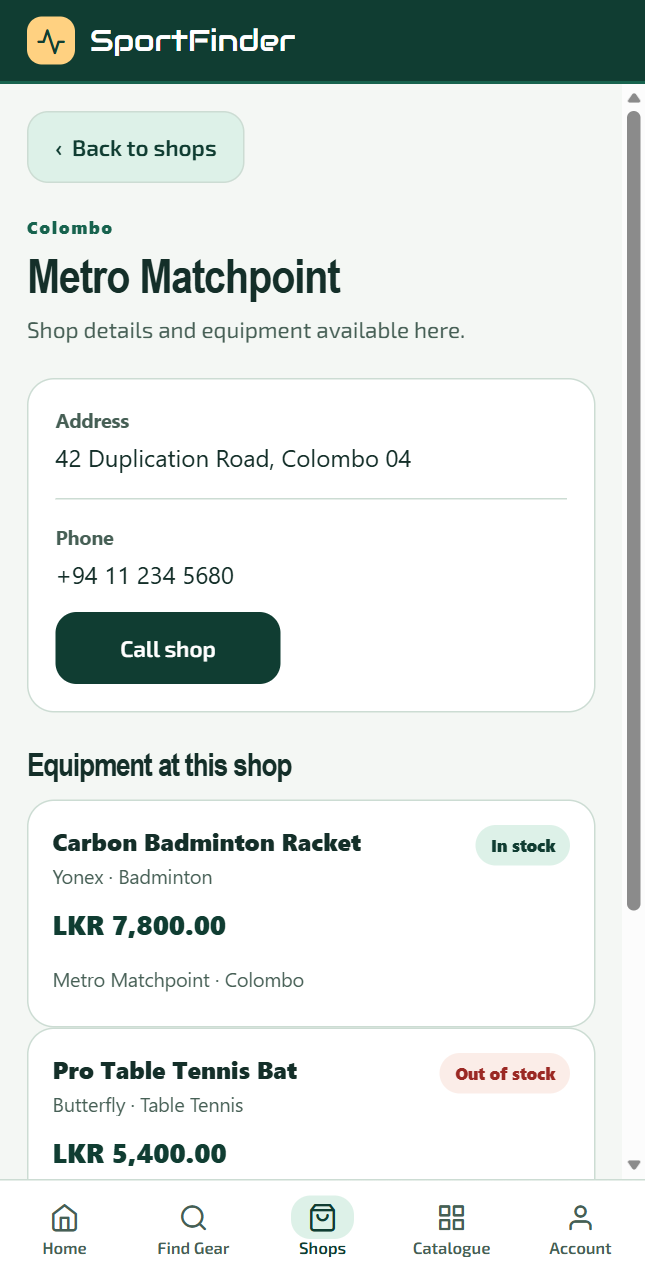 SportFinder
‹ Back to shops
Colombo
Metro Matchpoint
Shop details and equipment available here.
Address
42 Duplication Road, Colombo 04
Phone
+94 11 234 5680
Call shop
Equipment at this shop
Carbon Badminton Racket
In stock
Yonex · Badminton
LKR 7,800.00
Metro Matchpoint · Colombo
Pro Table Tennis Bat
Out of stock
Butterfly · Table Tennis
LKR 5,400.00
Home
Find Gear
Shops
Catalogue
Account